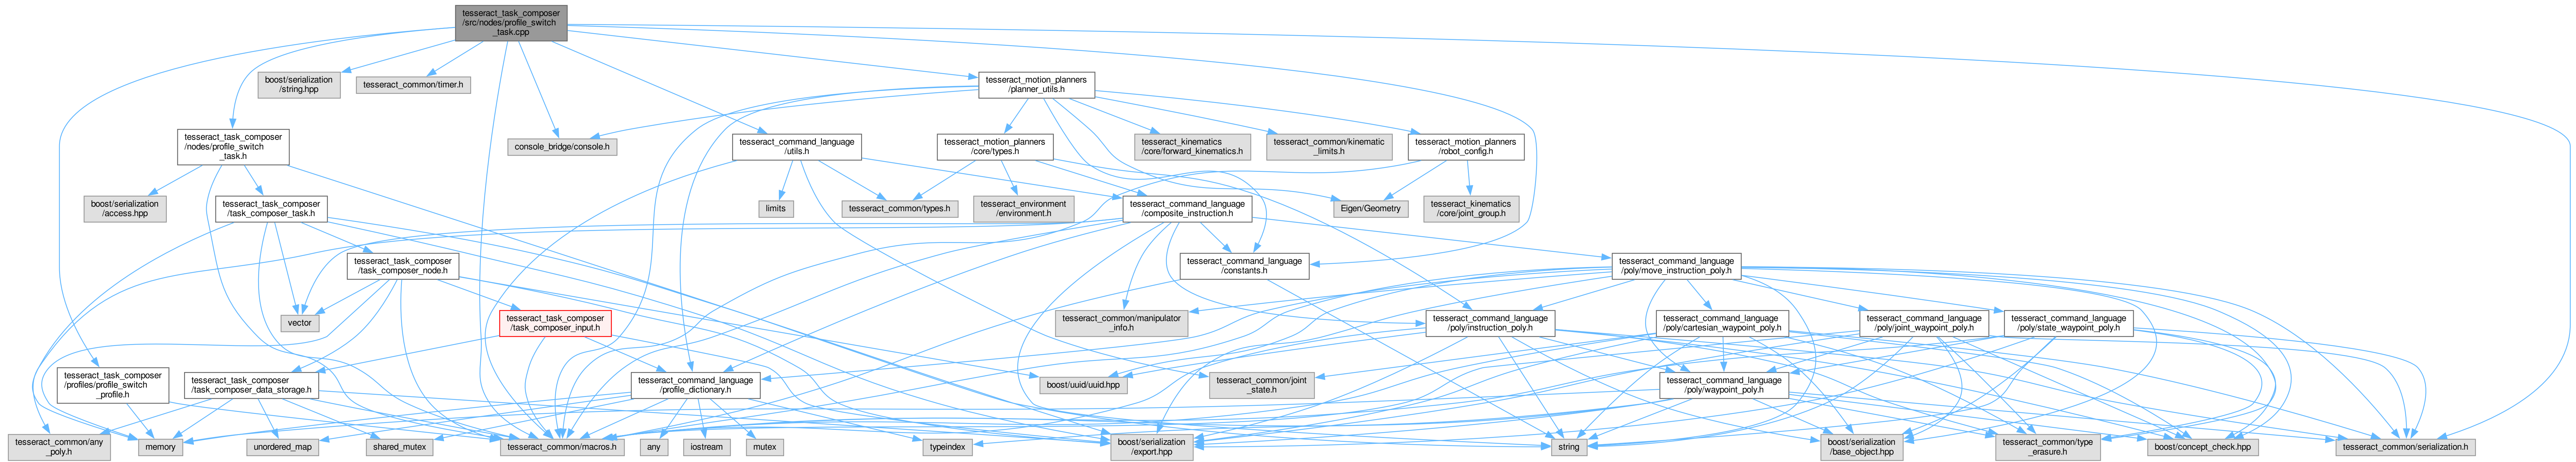 tesseract_task_composer
/src/nodes/profile_switch
_task.cpp
boost/serialization
/string.hpp
tesseract_common/timer.h
tesseract_motion_planners
/planner_utils.h
tesseract_task_composer
/nodes/profile_switch
_task.h
console_bridge/console.h
tesseract_command_language
/utils.h
tesseract_motion_planners
/core/types.h
tesseract_kinematics
/core/forward_kinematics.h
tesseract_common/kinematic
_limits.h
tesseract_motion_planners
/robot_config.h
boost/serialization
/access.hpp
tesseract_task_composer
/task_composer_task.h
limits
tesseract_common/types.h
tesseract_environment
/environment.h
tesseract_command_language
/composite_instruction.h
Eigen/Geometry
tesseract_kinematics
/core/joint_group.h
tesseract_task_composer
/task_composer_node.h
tesseract_command_language
/constants.h
tesseract_command_language
/poly/move_instruction_poly.h
vector
tesseract_task_composer
/task_composer_input.h
tesseract_common/manipulator
_info.h
tesseract_command_language
/poly/instruction_poly.h
tesseract_command_language
/poly/cartesian_waypoint_poly.h
tesseract_command_language
/poly/joint_waypoint_poly.h
tesseract_command_language
/poly/state_waypoint_poly.h
tesseract_task_composer
/profiles/profile_switch
_profile.h
tesseract_task_composer
/task_composer_data_storage.h
tesseract_command_language
/profile_dictionary.h
boost/uuid/uuid.hpp
tesseract_common/joint
_state.h
tesseract_command_language
/poly/waypoint_poly.h
tesseract_common/any
_poly.h
memory
unordered_map
shared_mutex
tesseract_common/macros.h
any
iostream
mutex
typeindex
boost/serialization
/export.hpp
string
boost/serialization
/base_object.hpp
tesseract_common/type
_erasure.h
boost/concept_check.hpp
tesseract_common/serialization.h